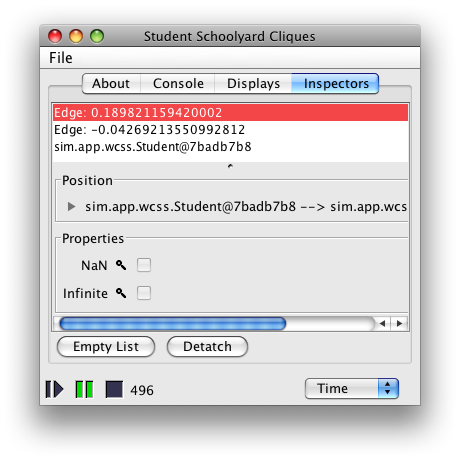 Student Schoolyard Cliques
File
About Console Displays Inspectors
Edge: 0.189821159420002
Edge: -0.04269213550992812
sim.app.wcss.Student@7badb7b8
Position
sim.app.wcss.Student@7badb7b8 --> sim.app.wcs
Properties
NaN
Infinite
Empty List Detatch
496 Time